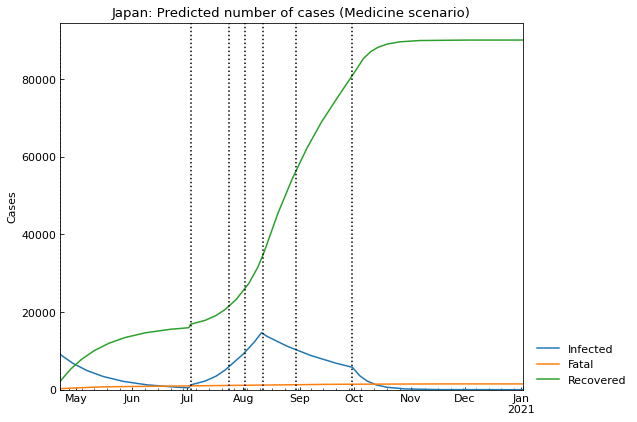 Japan: Predicted number of cases (Medicine scenario)
Cases
80000
60000
40000
20000
0
May Jun Jul Aug Sep Oct Nov Dec Jan
2021
Infected
Fatal
Recovered